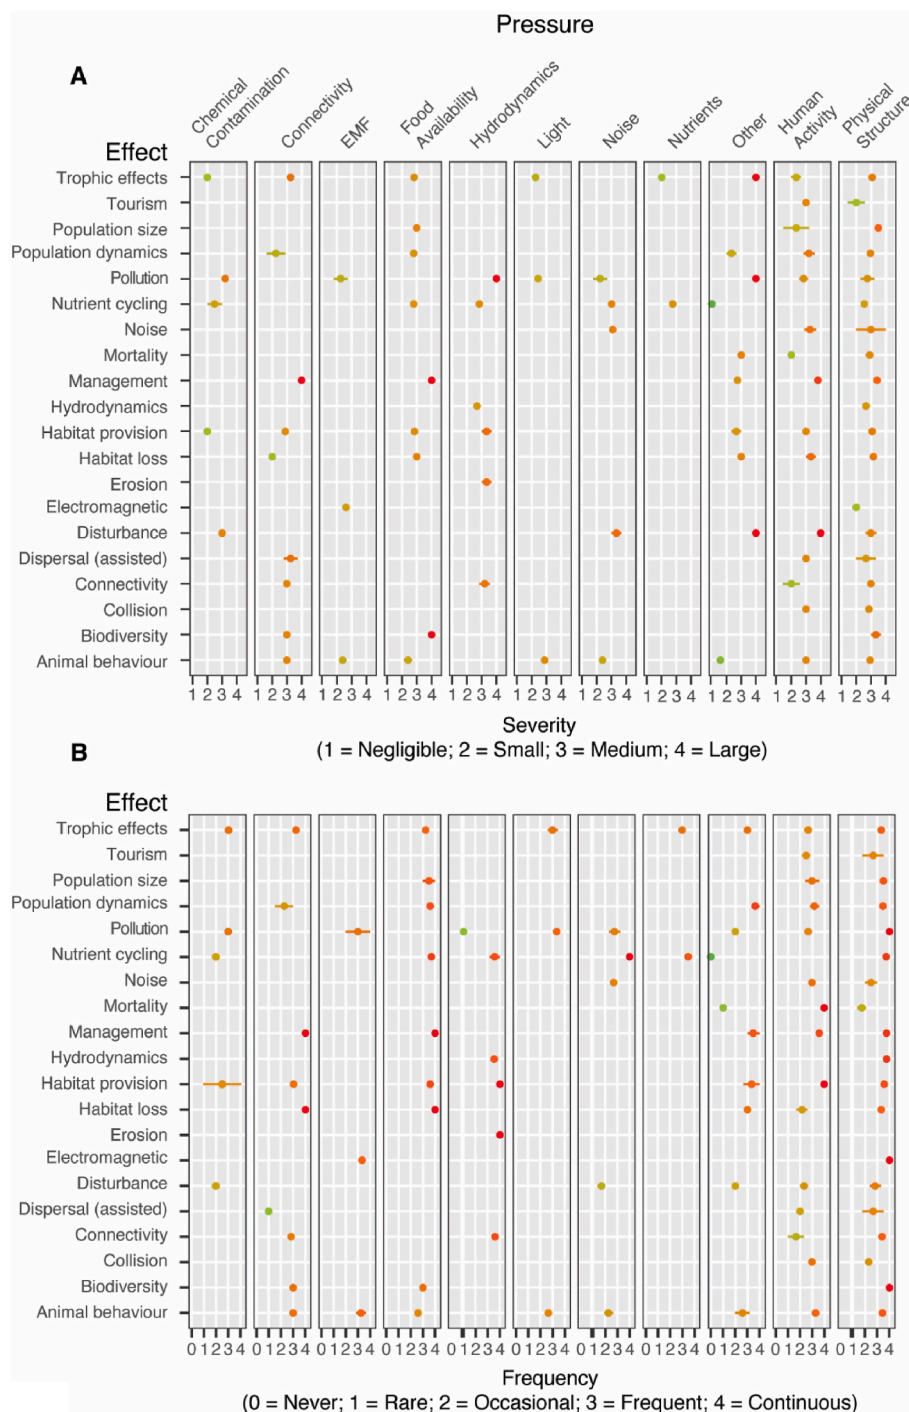 Pressure
A
Chemical
Contamination
Connectivity
EMF
Food
Availability
Hydrodynamics
Light
Noise
Nutrients
Other
Human
Activity
Physical
Structure
Effect
Trophic effects
Tourism
Population size
Population dynamics
Pollution
Nutrient cycling
Noise
Mortality
Management
Hydrodynamics
Habitat provision
Habitat loss
Erosion
Electromagnetic
Disturbance
Dispersal (assisted)
Connectivity
Collision
Biodiversity
Animal behaviour
1 2 3 4 1 2 3 4 1 2 3 4 1 2 3 4 1 2 3 4 1 2 3 4 1 2 3 4 1 2 3 4 1 2 3 4 1 2 3 4 1 2 3 4
Severity
(1 = Negligible; 2 = Small; 3 = Medium; 4 = Large)
B
Effect
Trophic effects
Tourism
Population size
Population dynamics
Pollution
Nutrient cycling
Noise
Mortality
Management
Hydrodynamics
Habitat provision
Habitat loss
Erosion
Electromagnetic
Disturbance
Dispersal (assisted)
Connectivity
Collision
Biodiversity
Animal behaviour
0 1 2 3 4 0 1 2 3 4 0 1 2 3 4 0 1 2 3 4 0 1 2 3 4 0 1 2 3 4 0 1 2 3 4 0 1 2 3 4 0 1 2 3 4 0 1 2 3 4 0 1 2 3 4
Frequency
(0 = Never; 1 = Rare; 2 = Occasional; 3 = Frequent; 4 = Continuous)